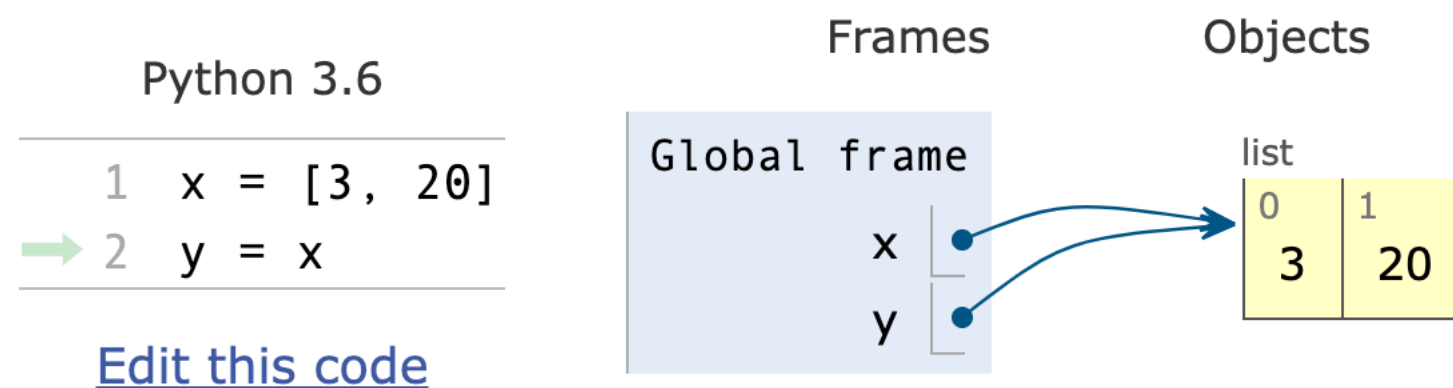 Python 3.6
1 x = [3, 20]
2 y = x
Edit this code
Frames
Objects
Global frame
x
y
list
0 1
3 20